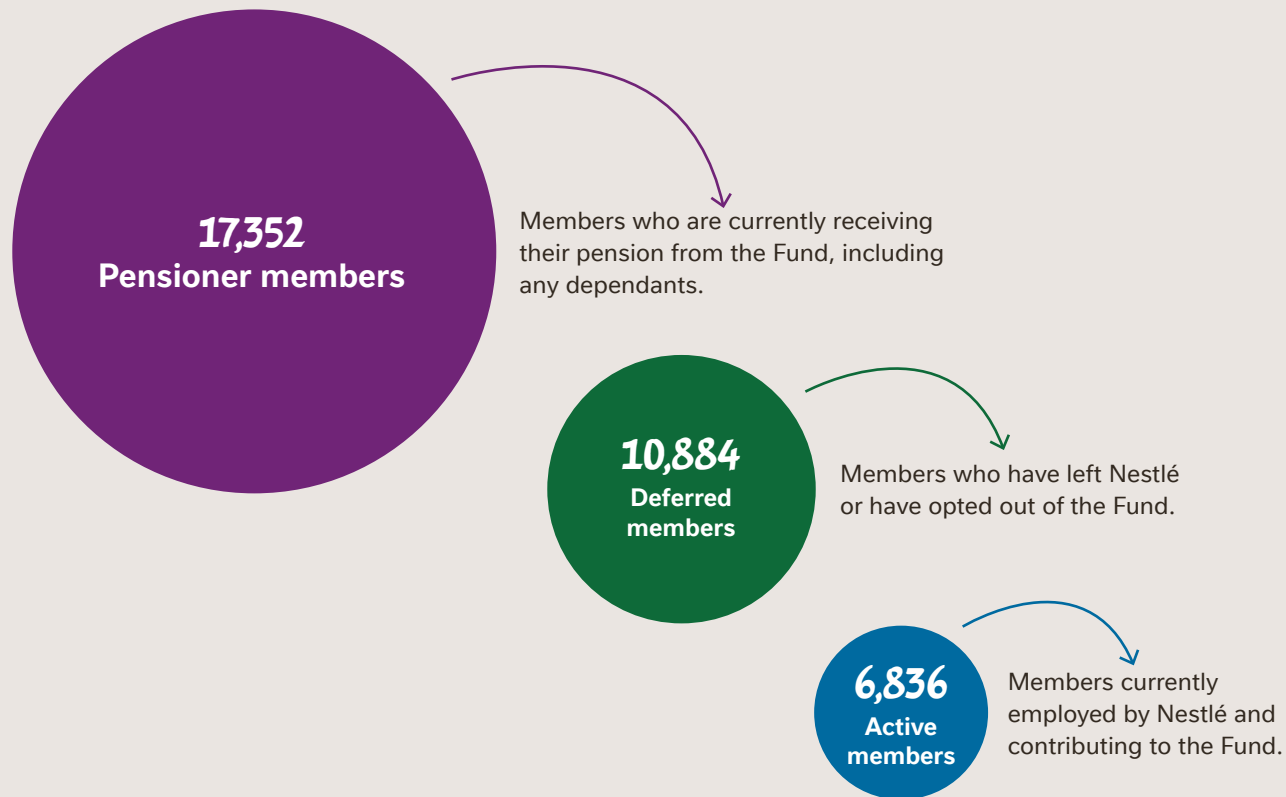 17,352
Pensioner members
Members who are currently receiving
their pension from the Fund, including
any dependants.
10,884
Deferred
members
Members who have left Nestlé
or have opted out of the Fund.
6,836
Active
members
Members currently
employed by Nestlé and
contributing to the Fund.